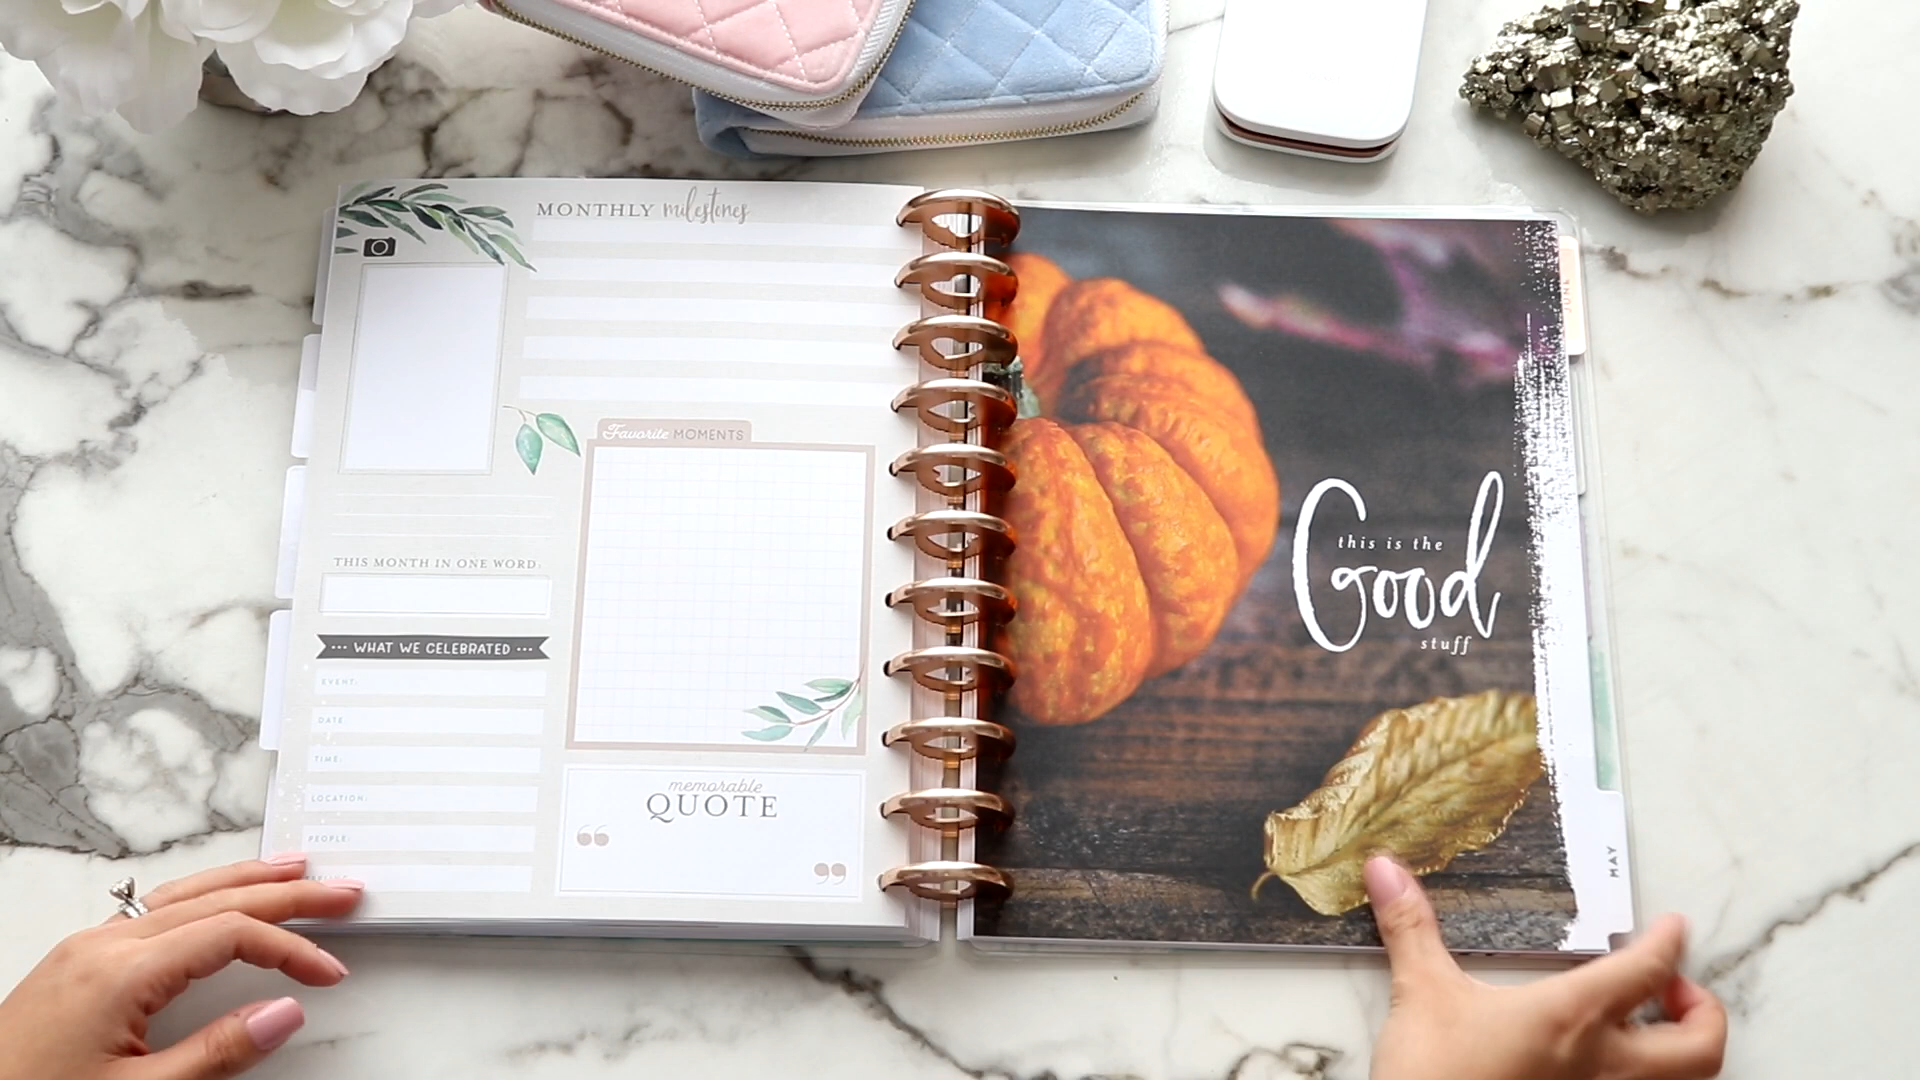 MONTHLY milestones
Favorite MOMENTS
THIS MONTH IN ONE WORD:
WHAT WE CELEBRATED
EVENT:
DATE:
TIME:
LOCATION:
PEOPLE:
memorable
QUOTE
“
”
this is the
Good
stuff
JUNE
MAY